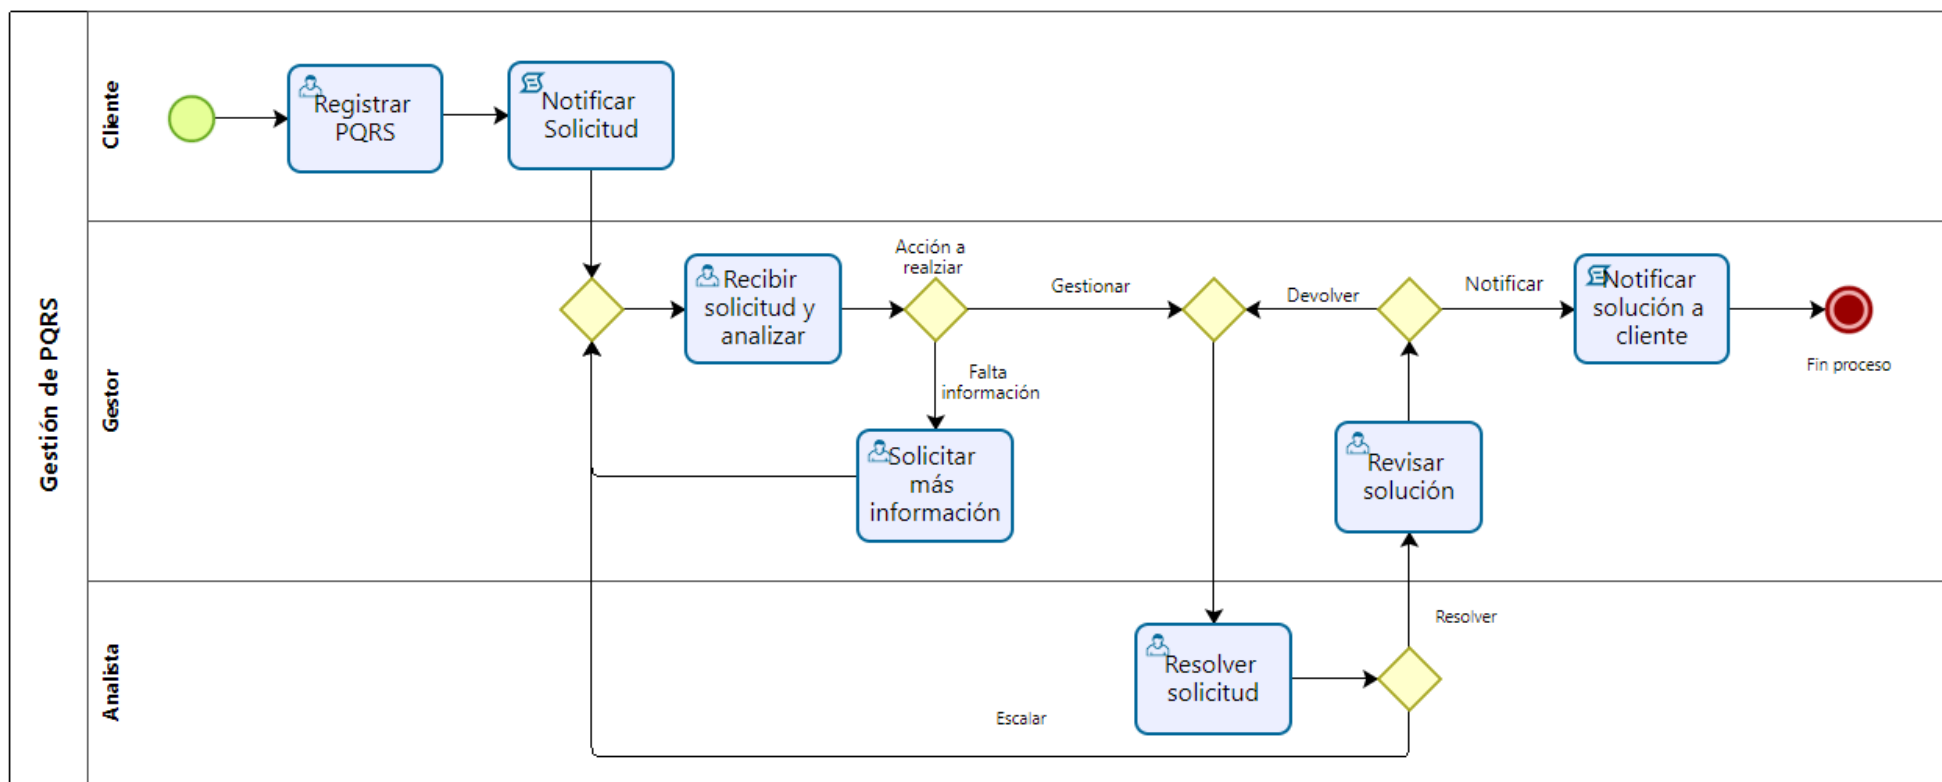 Gestión de PQRS
Cliente
Registrar
PQRS
Notificar
Solicitud
Gestor
Recibir
solicitud y
analizar
Acción a
realziar
Gestionar
Falta
información
Solicitar
más
información
Devolver
Notificar
Notificar
solución a
cliente
Fin proceso
Revisar
solución
Analista
Resolver
solicitud
Resolver
Escalar